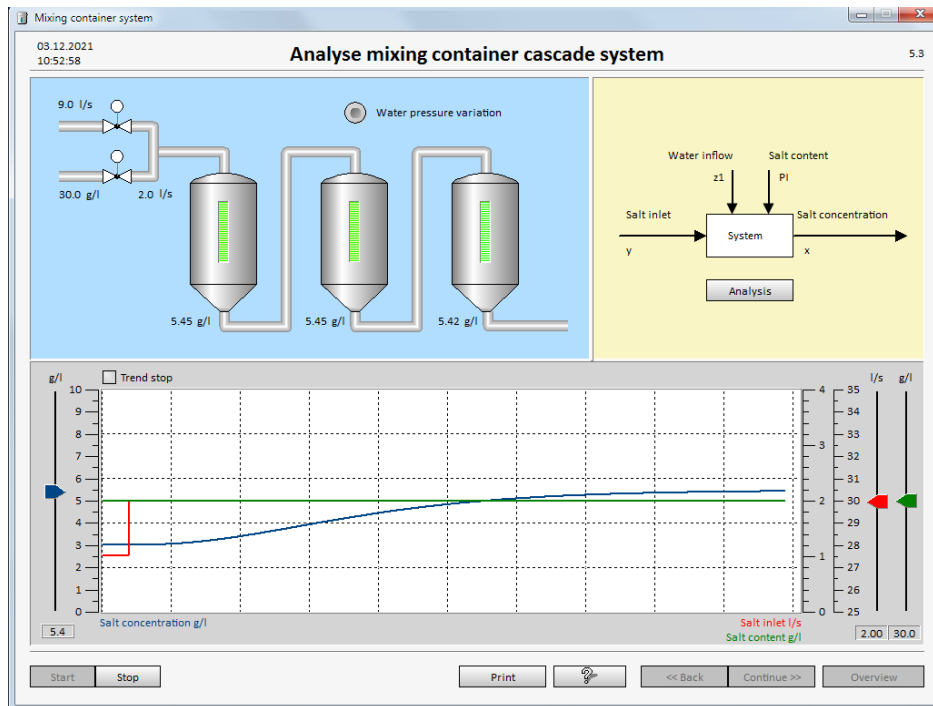 Mixing container system
03.12.2021
10:52:58
Analyse mixing container cascade system
5.3
9.0 l/s
Water pressure variation
30.0 g/l
2.0 l/s
5.45 g/l
5.45 g/l
5.42 g/l
Water inflow
Salt content
z1
PI
Salt inlet
Salt concentration
System
y
x
Analysis
g/l
Trend stop
l/s g/l
10
9
8
7
6
5
4
3
2
1
0
4
3
2
1
0
35
34
33
32
31
30
29
28
27
26
25
Salt concentration g/l
Salt inlet l/s
Salt content g/l
5.4
2.00 30.0
Start
Stop
Print
?
<< Back
Continue >>
Overview